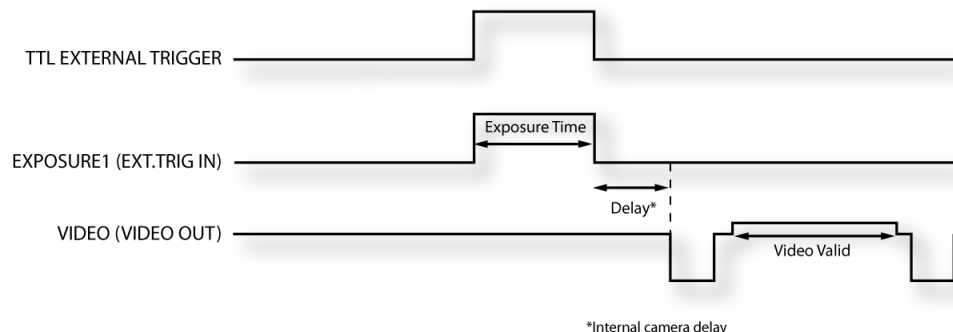 TTL EXTERNAL TRIGGER
EXPOSURE1 (EXT.TRIG IN)
Exposure Time
Delay*
VIDEO (VIDEO OUT)
Video Valid
*Internal camera delay